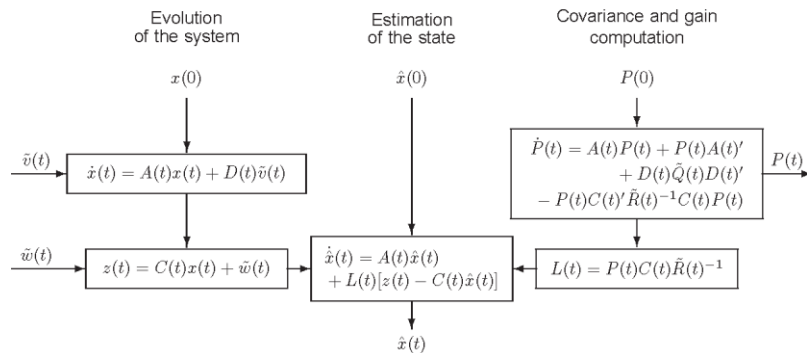 Evolution
of the system
Estimation
of the state
Covariance and gain
computation
x(0)
x̂(0)
P(0)
ṽ(t)
ẋ(t) = A(t)x(t) + D(t)ṽ(t)
Ṗ(t) = A(t)P(t) + P(t)A(t)′
+ D(t)Q̃(t)D(t)′
− P(t)C(t)′R̃(t)⁻¹C(t)P(t)
P(t)
w̃(t)
z(t) = C(t)x(t) + w̃(t)
x̂̇(t) = A(t)x̂(t)
+ L(t)[z(t) − C(t)x̂(t)]
L(t) = P(t)C(t)R̃(t)⁻¹
x̂(t)